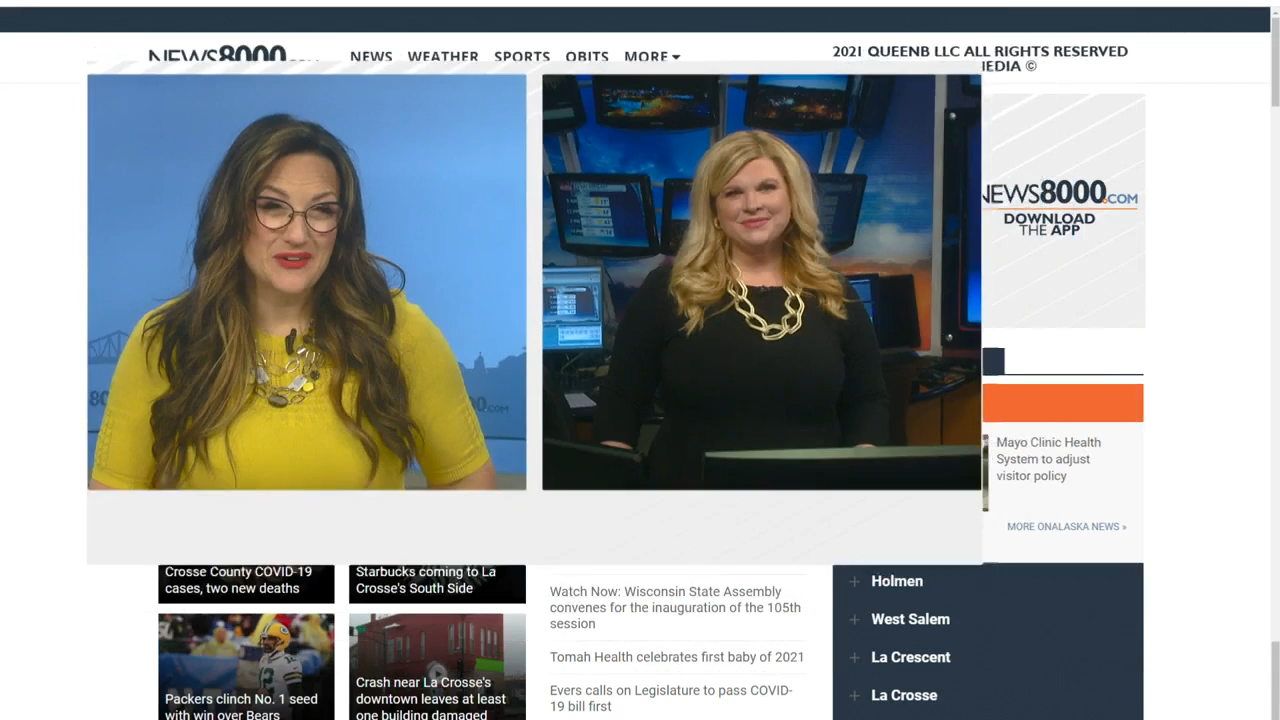 NEWS8000.com
NEWS WEATHER SPORTS OBITS MORE
2021 QUEENB LLC ALL RIGHTS RESERVED
MEDIA ©
NEWS8000.COM
DOWNLOAD
THE APP
Mayo Clinic Health
System to adjust
visitor policy
MORE ONALASKA NEWS »
Crosse County COVID-19
cases, two new deaths
Starbucks coming to La
Crosse's South Side
Watch Now: Wisconsin State Assembly
convenes for the inauguration of the 105th
session
Tomah Health celebrates first baby of 2021
Evers calls on Legislature to pass COVID-
19 bill first
Packers clinch No. 1 seed
with win over Bears
Crash near La Crosse's
downtown leaves at least
one building damaged
+ Holmen
+ West Salem
+ La Crescent
+ La Crosse